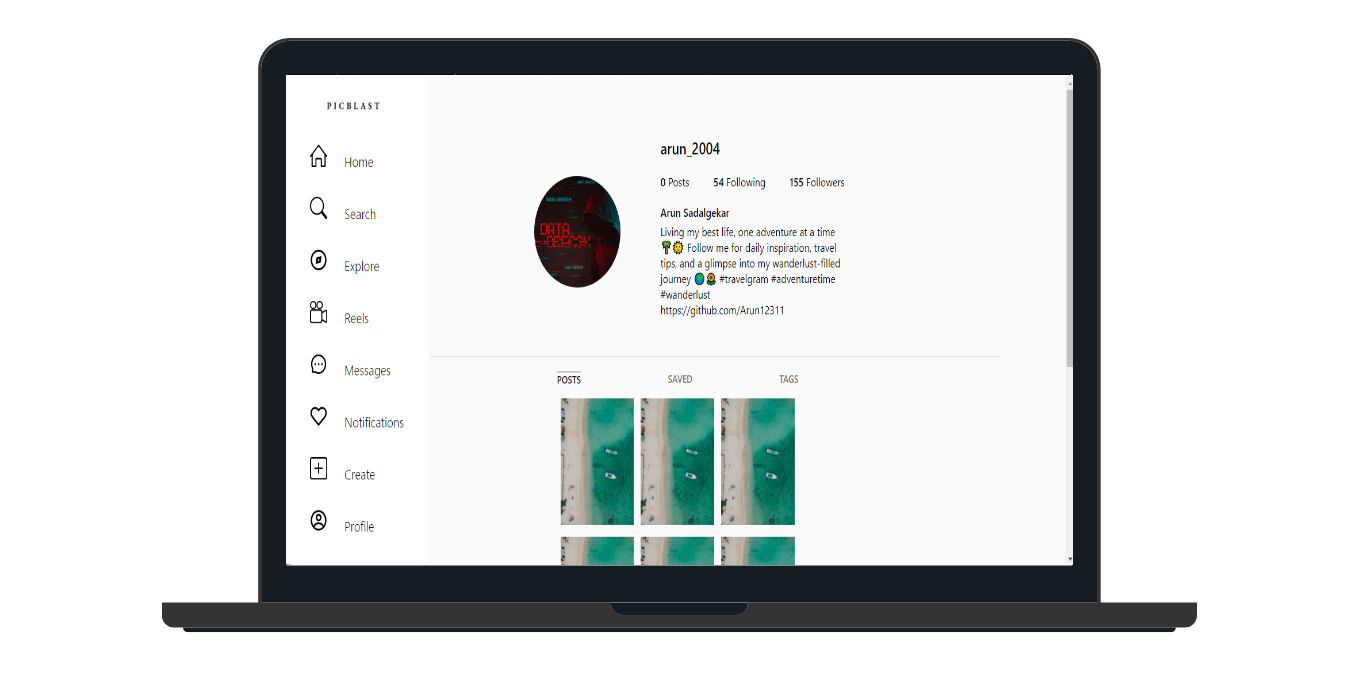 PICBLAST
Home
Search
Explore
Reels
Messages
Notifications
Create
Profile
arun_2004
0 Posts 54 Following 155 Followers
Arun Sadalgekar
Living my best life, one adventure at a time
🌴🌞 Follow me for daily inspiration, travel
tips, and a glimpse into my wanderlust-filled
journey 🌍🌻 #travelgram #adventuretime
#wanderlust
https://github.com/Arun12311
DATA
POSTS SAVED TAGS